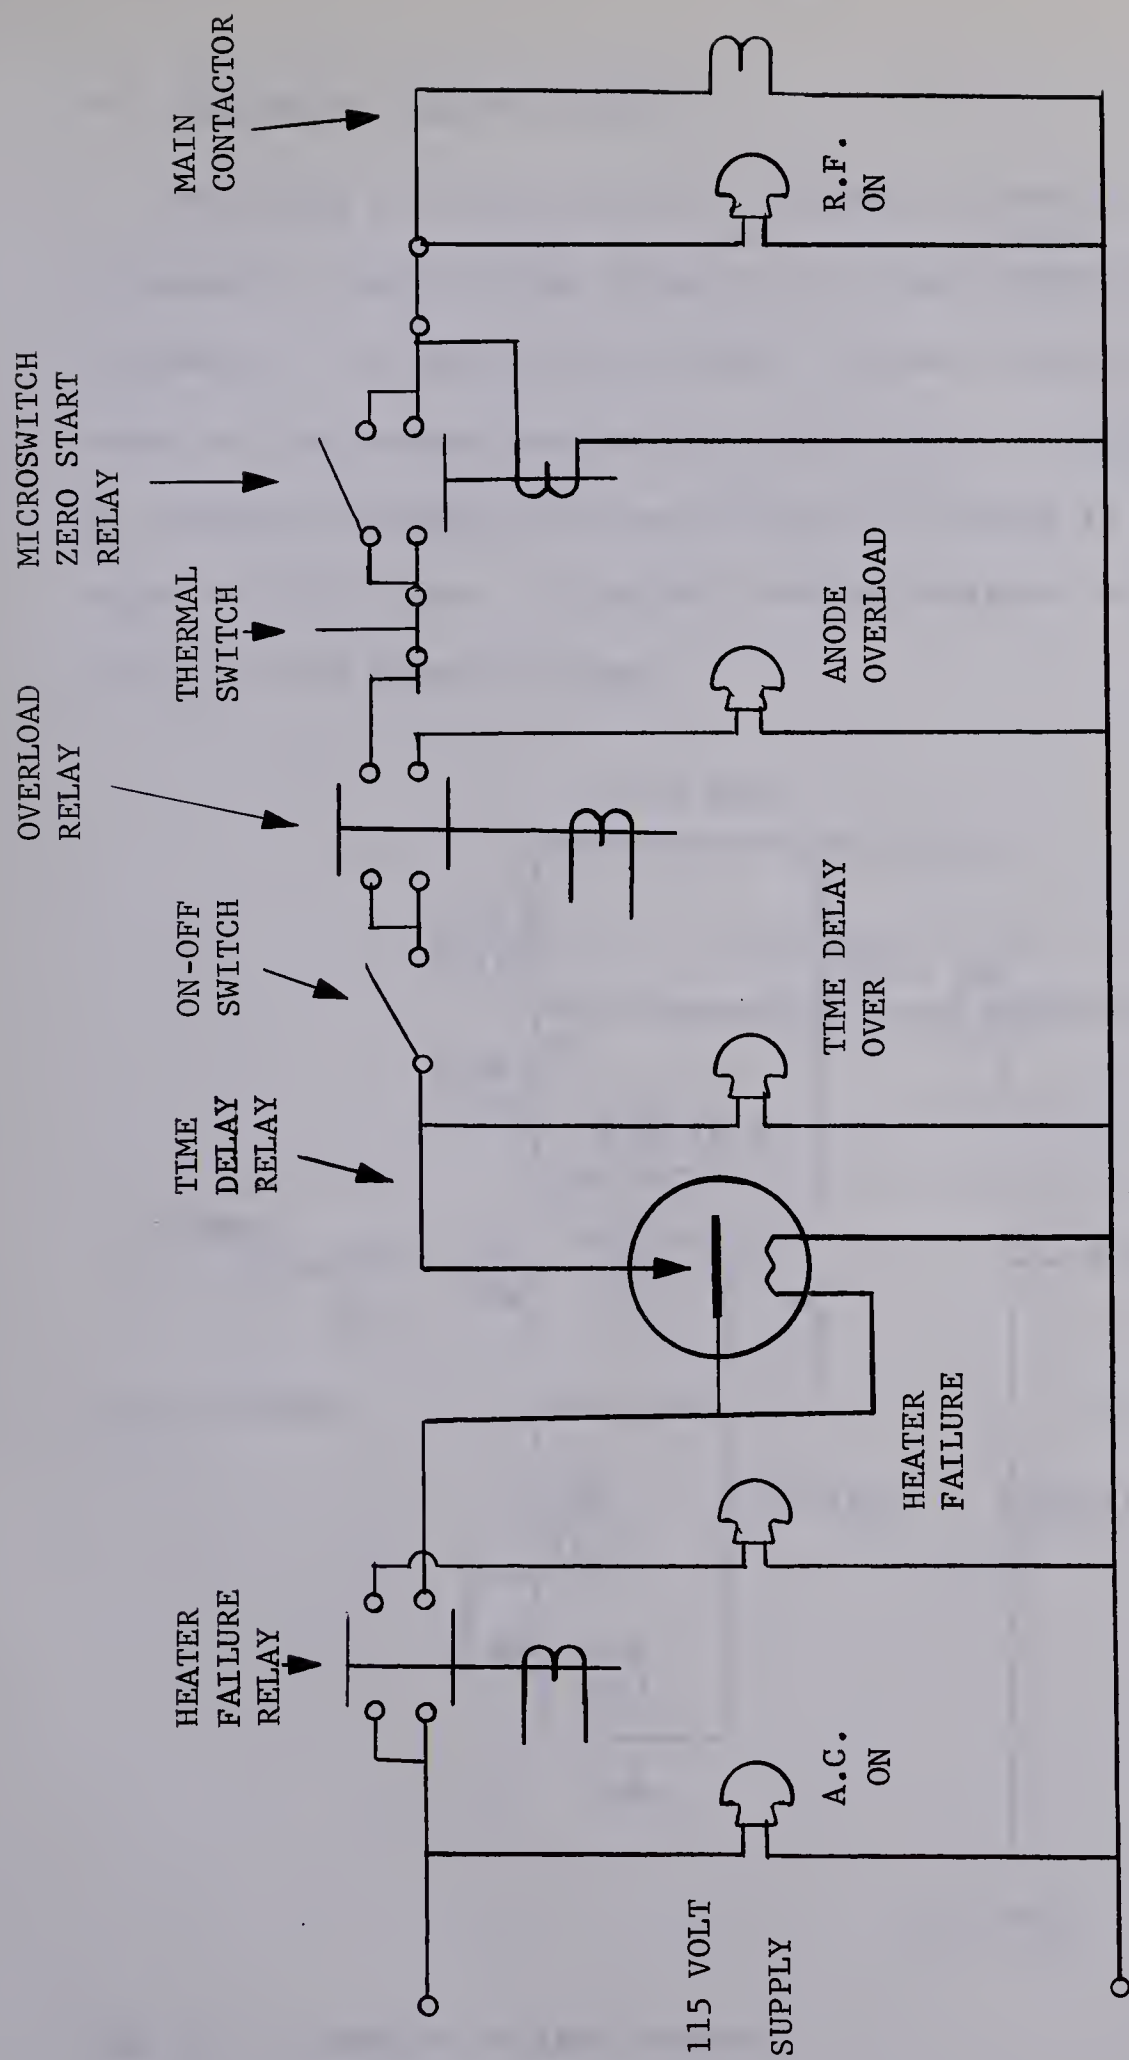 HEATER
FAILURE
RELAY
TIME
DELAY
RELAY
ON-OFF
SWITCH
OVERLOAD
RELAY
THERMAL
SWITCH
MICROSWITCH
ZERO START
RELAY
MAIN
CONTACTOR
115 VOLT
SUPPLY
A.C.
ON
HEATER
FAILURE
TIME DELAY
OVER
ANODE
OVERLOAD
R.F.
ON